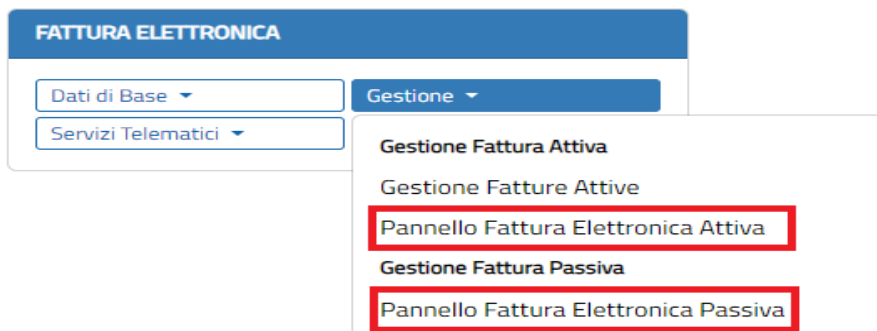 FATTURA ELETTRONICA
Dati di Base
Gestione
Servizi Telematici
Gestione Fattura Attiva
Gestione Fatture Attive
Pannello Fattura Elettronica Attiva
Gestione Fattura Passiva
Pannello Fattura Elettronica Passiva